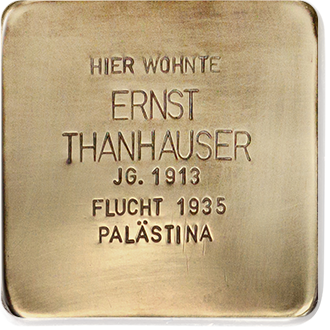 HIER WOHNTE
ERNST
THANHAUSER
JG. 1913
FLUCHT 1935
PALÄSTINA